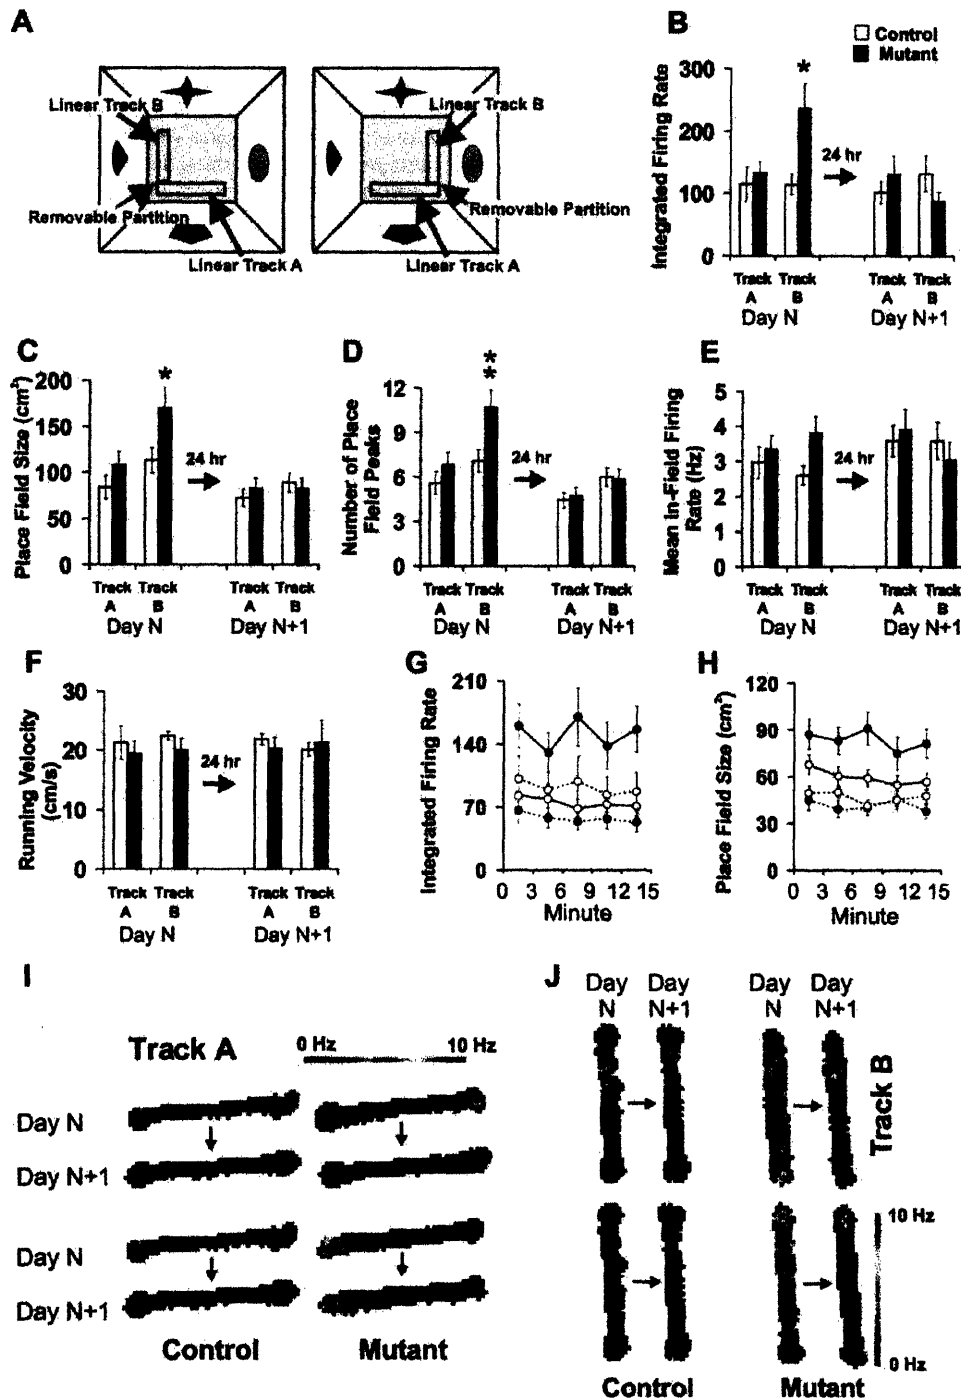 A
Linear Track B
Linear Track B
Removable Partition
Removable Partition
Linear Track A
Linear Track A
B
Control
Mutant
Integrated Firing Rate
300
200
100
0
*
24 hr
Track A
Track B
Track A
Track B
Day N
Day N+1
C
Place Field Size (cm²)
200
150
100
50
0
*
24 hr
Track A
Track B
Track A
Track B
Day N
Day N+1
D
Number of Place Field Peaks
12
9
6
3
0
**
24 hr
Track A
Track B
Track A
Track B
Day N
Day N+1
E
Mean In-Field Firing Rate (Hz)
5
4
3
2
1
0
24 hr
Track A
Track B
Track A
Track B
Day N
Day N+1
F
Running Velocity (cm/s)
30
20
10
0
24 hr
Track A
Track B
Track A
Track B
Day N
Day N+1
G
Integrated Firing Rate
210
140
70
0
0 3 6 9 12 15
Minute
H
Place Field Size (cm²)
120
90
60
30
0
0 3 6 9 12 15
Minute
I
Track A
0 Hz 10 Hz
Day N
Day N+1
Day N
Day N+1
Control
Mutant
J
Day N
Day N+1
Day N
Day N+1
Track B
10 Hz
0 Hz
Control
Mutant